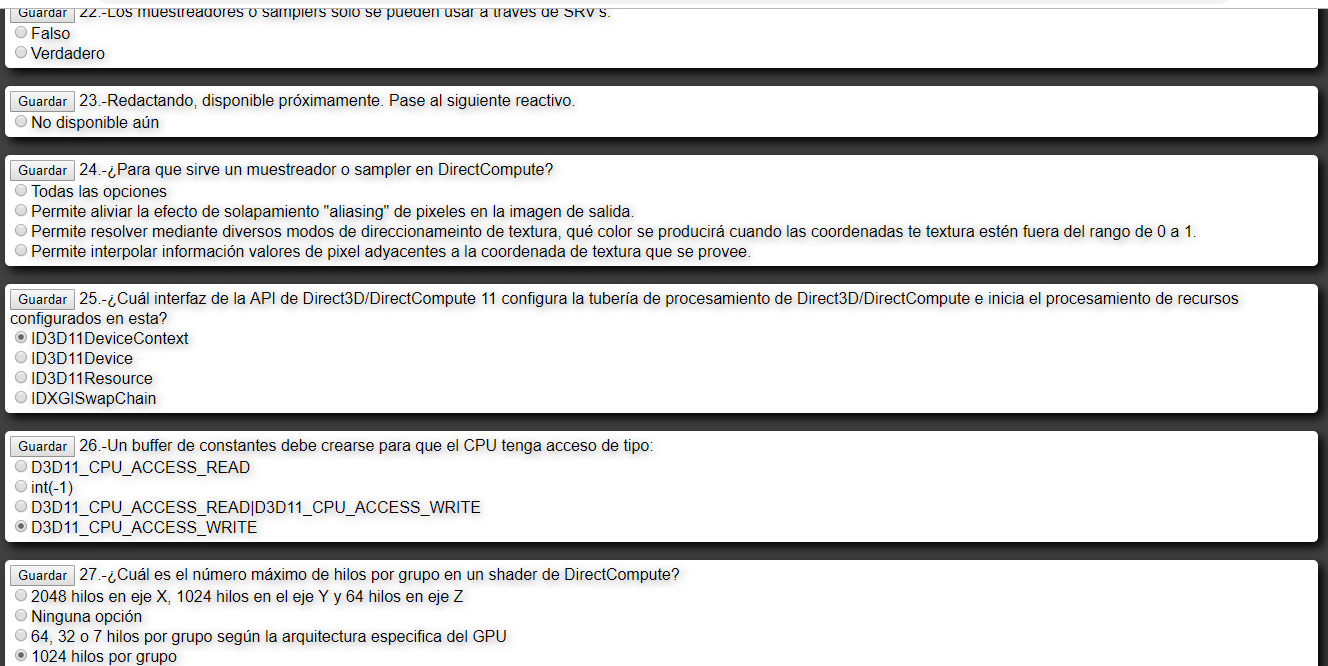 Guardar 22.-Los muestreadores o samplers solo se pueden usar a través de SRV's.
Falso
Verdadero
Guardar 23.-Redactando, disponible próximamente. Pase al siguiente reactivo.
No disponible aún
Guardar 24.-¿Para que sirve un muestreador o sampler en DirectCompute?
Todas las opciones
Permite aliviar la efecto de solapamiento "aliasing" de pixeles en la imagen de salida.
Permite resolver mediante diversos modos de direccionameinto de textura, qué color se producirá cuando las coordenadas te textura estén fuera del rango de 0 a 1.
Permite interpolar información valores de pixel adyacentes a la coordenada de textura que se provee.
Guardar 25.-¿Cuál interfaz de la API de Direct3D/DirectCompute 11 configura la tubería de procesamiento de Direct3D/DirectCompute e inicia el procesamiento de recursos
configurados en esta?
ID3D11DeviceContext
ID3D11Device
ID3D11Resource
IDXGISwapChain
Guardar 26.-Un buffer de constantes debe crearse para que el CPU tenga acceso de tipo:
D3D11_CPU_ACCESS_READ
int(-1)
D3D11_CPU_ACCESS_READ|D3D11_CPU_ACCESS_WRITE
D3D11_CPU_ACCESS_WRITE
Guardar 27.-¿Cuál es el número máximo de hilos por grupo en un shader de DirectCompute?
2048 hilos en eje X, 1024 hilos en el eje Y y 64 hilos en eje Z
Ninguna opción
64, 32 o 7 hilos por grupo según la arquitectura especifica del GPU
1024 hilos por grupo